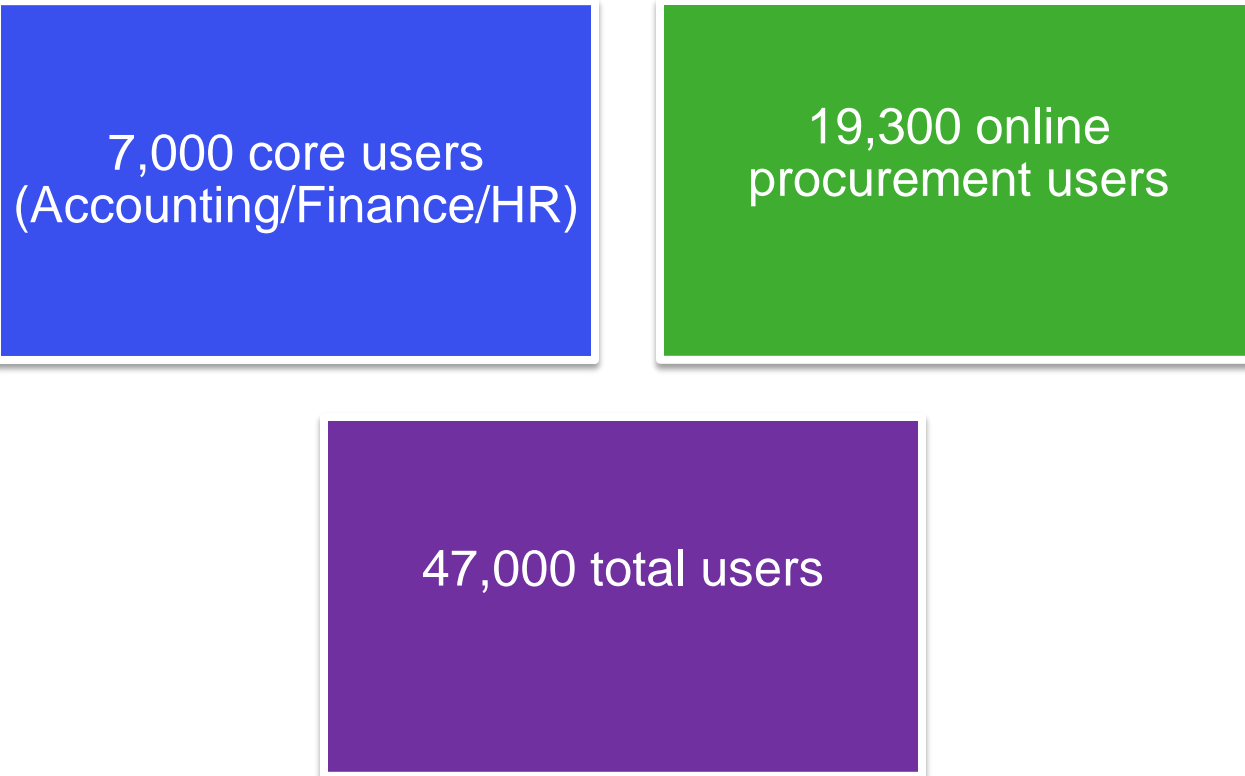 7,000 core users
(Accounting/Finance/HR)
19,300 online
procurement users
47,000 total users